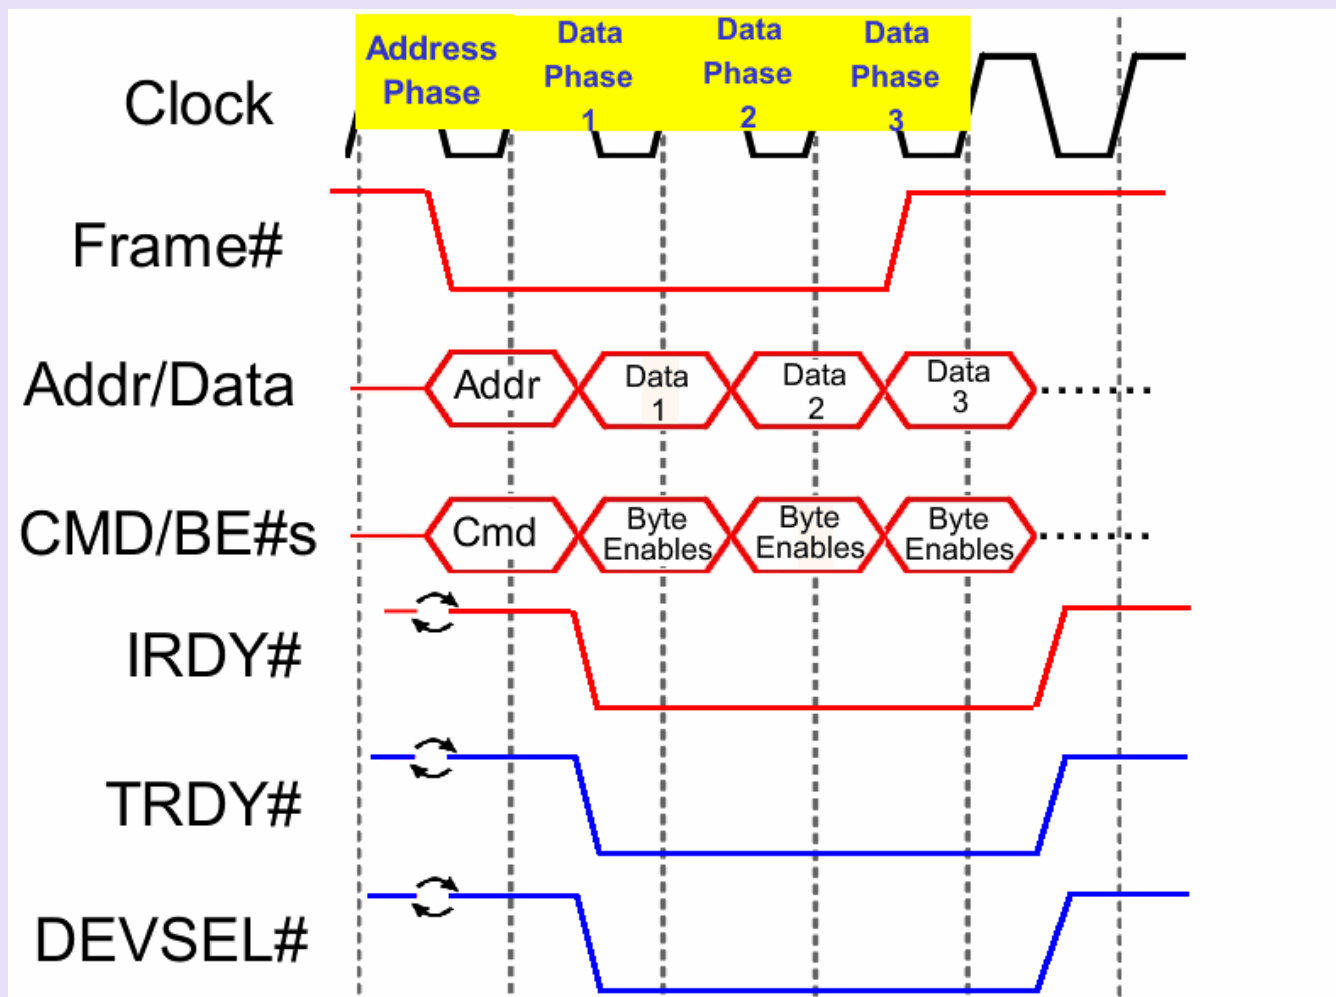 Address
Phase
Data
Phase
1
Data
Phase
2
Data
Phase
3
Clock
Frame#
Addr/Data
Addr
Data
1
Data
2
Data
3
CMD/BE#s
Cmd
Byte
Enables
Byte
Enables
Byte
Enables
IRDY#
TRDY#
DEVSEL#